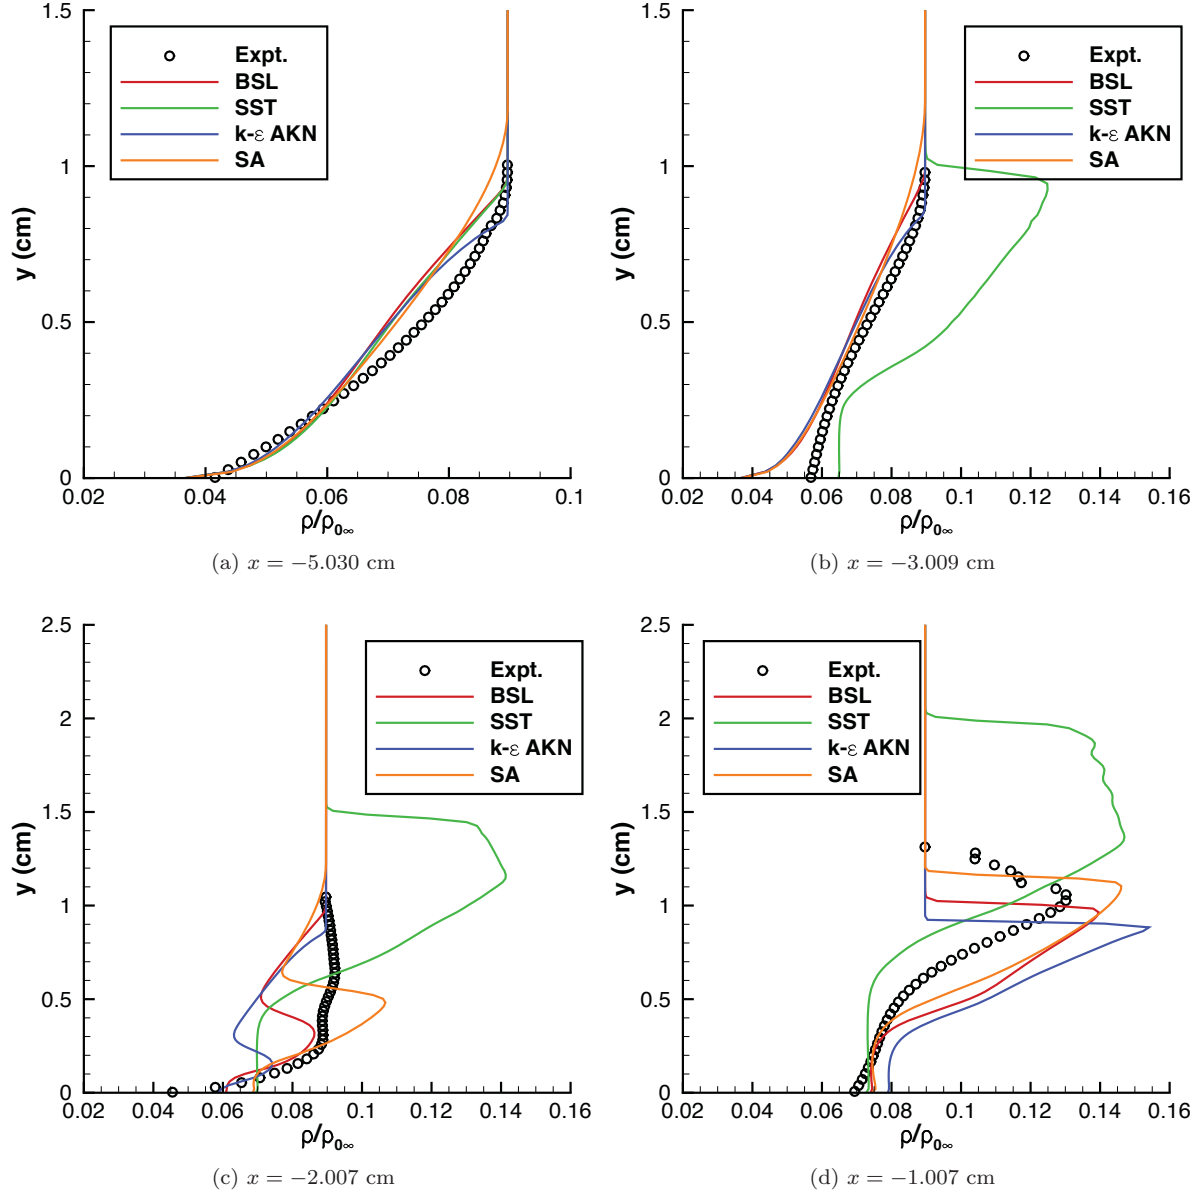 1.5
1
0.5
0
y (cm)
Expt.
BSL
SST
k-ε AKN
SA
0.02
0.04
0.06
0.08
0.1
ρ/ρ0∞
(a) x = −5.030 cm
1.5
1
0.5
0
y (cm)
Expt.
BSL
SST
k-ε AKN
SA
0.02
0.04
0.06
0.08
0.1
0.12
0.14
0.16
ρ/ρ0∞
(b) x = −3.009 cm
2.5
2
1.5
1
0.5
0
y (cm)
Expt.
BSL
SST
k-ε AKN
SA
0.02
0.04
0.06
0.08
0.1
0.12
0.14
0.16
ρ/ρ0∞
(c) x = −2.007 cm
2.5
2
1.5
1
0.5
0
y (cm)
Expt.
BSL
SST
k-ε AKN
SA
0.02
0.04
0.06
0.08
0.1
0.12
0.14
0.16
ρ/ρ0∞
(d) x = −1.007 cm